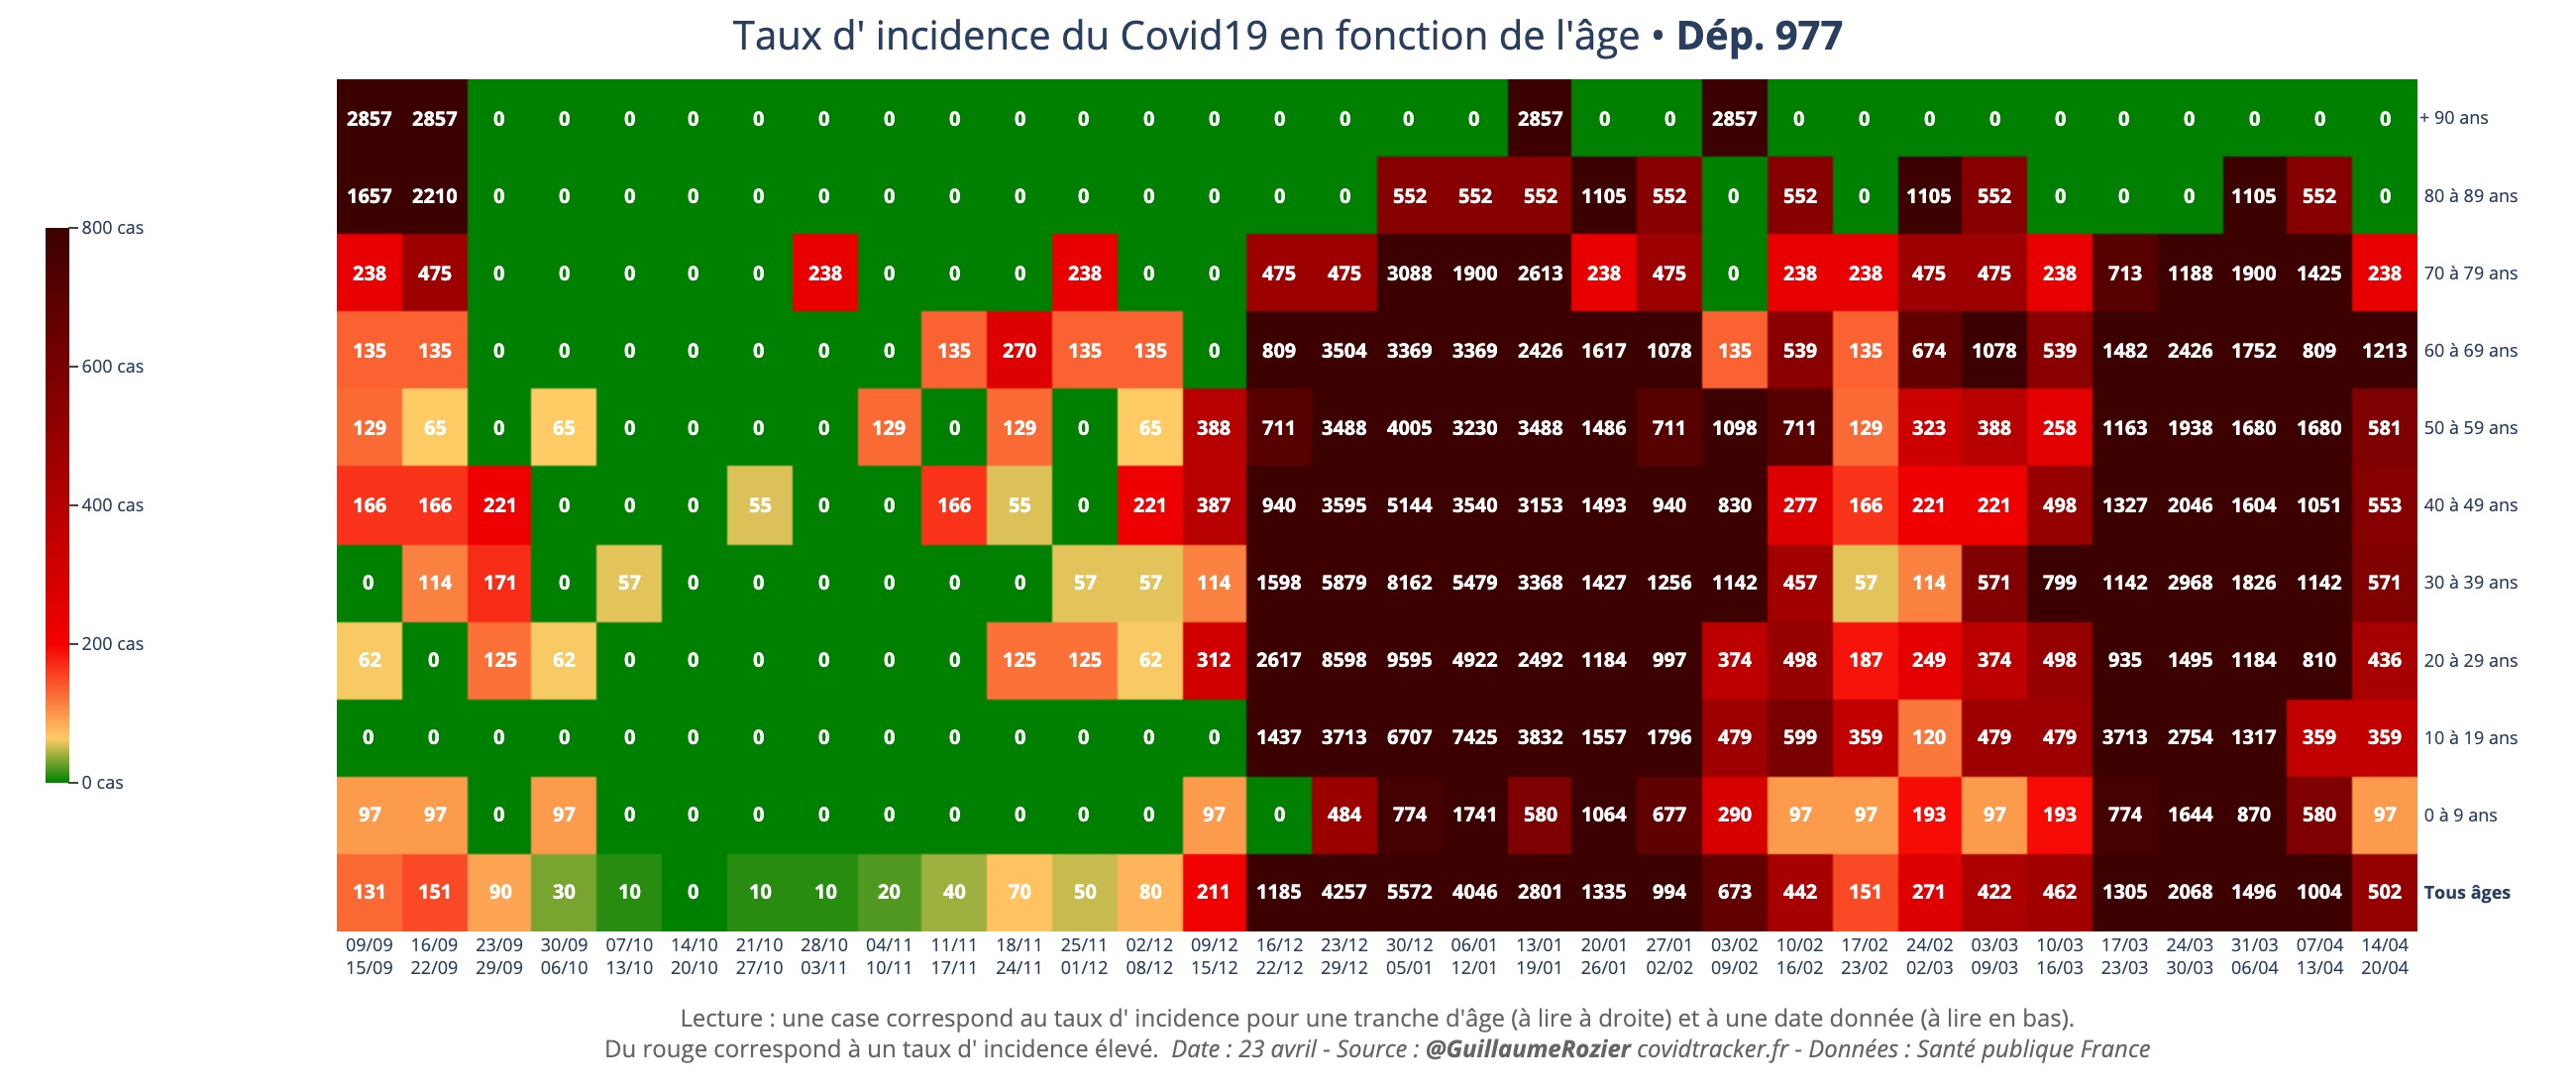 Taux d' incidence du Covid19 en fonction de l'âge • Dép. 977
2857 2857 0 0 0 0 0 0 0 0 0 0 0 0 0 0 0 0 2857 0 0 2857 0 0 0 0 0 0 0 0 0 0 + 90 ans
1657 2210 0 0 0 0 0 0 0 0 0 0 0 0 0 0 552 552 552 1105 552 0 552 0 1105 552 0 0 0 1105 552 0 80 à 89 ans
800 cas
238 475 0 0 0 0 0 238 0 0 0 238 0 0 475 475 3088 1900 2613 238 475 0 238 238 475 475 238 713 1188 1900 1425 238 70 à 79 ans
135 135 0 0 0 0 0 0 0 135 270 135 135 0 809 3504 3369 3369 2426 1617 1078 135 539 135 674 1078 539 1482 2426 1752 809 1213 60 à 69 ans
600 cas
129 65 0 65 0 0 0 0 129 0 129 0 65 388 711 3488 4005 3230 3488 1486 711 1098 711 129 323 388 258 1163 1938 1680 1680 581 50 à 59 ans
400 cas
166 166 221 0 0 0 55 0 0 166 55 0 221 387 940 3595 5144 3540 3153 1493 940 830 277 166 221 221 498 1327 2046 1604 1051 553 40 à 49 ans
0 114 171 0 57 0 0 0 0 0 0 57 57 114 1598 5879 8162 5479 3368 1427 1256 1142 457 57 114 571 799 1142 2968 1826 1142 571 30 à 39 ans
200 cas
62 0 125 62 0 0 0 0 0 0 125 125 62 312 2617 8598 9595 4922 2492 1184 997 374 498 187 249 374 498 935 1495 1184 810 436 20 à 29 ans
0 0 0 0 0 0 0 0 0 0 0 0 0 0 1437 3713 6707 7425 3832 1557 1796 479 599 359 120 479 479 3713 2754 1317 359 359 10 à 19 ans
0 cas
97 97 0 97 0 0 0 0 0 0 0 0 0 97 0 484 774 1741 580 1064 677 290 97 97 193 97 193 774 1644 870 580 97 0 à 9 ans
131 151 90 30 10 0 10 10 20 40 70 50 80 211 1185 4257 5572 4046 2801 1335 994 673 442 151 271 422 462 1305 2068 1496 1004 502 Tous âges
09/09 16/09 23/09 30/09 07/10 14/10 21/10 28/10 04/11 11/11 18/11 25/11 02/12 09/12 16/12 23/12 30/12 06/01 13/01 20/01 27/01 03/02 10/02 17/02 24/02 03/03 10/03 17/03 24/03 31/03 07/04 14/04
15/09 22/09 29/09 06/10 13/10 20/10 27/10 03/11 10/11 17/11 24/11 01/12 08/12 15/12 22/12 29/12 05/01 12/01 19/01 26/01 02/02 09/02 16/02 23/02 02/03 09/03 16/03 23/03 30/03 06/04 13/04 20/04
Lecture : une case correspond au taux d' incidence pour une tranche d'âge (à lire à droite) et à une date donnée (à lire en bas).
Du rouge correspond à un taux d' incidence élevé. Date : 23 avril - Source : @GuillaumeRozier covidtracker.fr - Données : Santé publique France